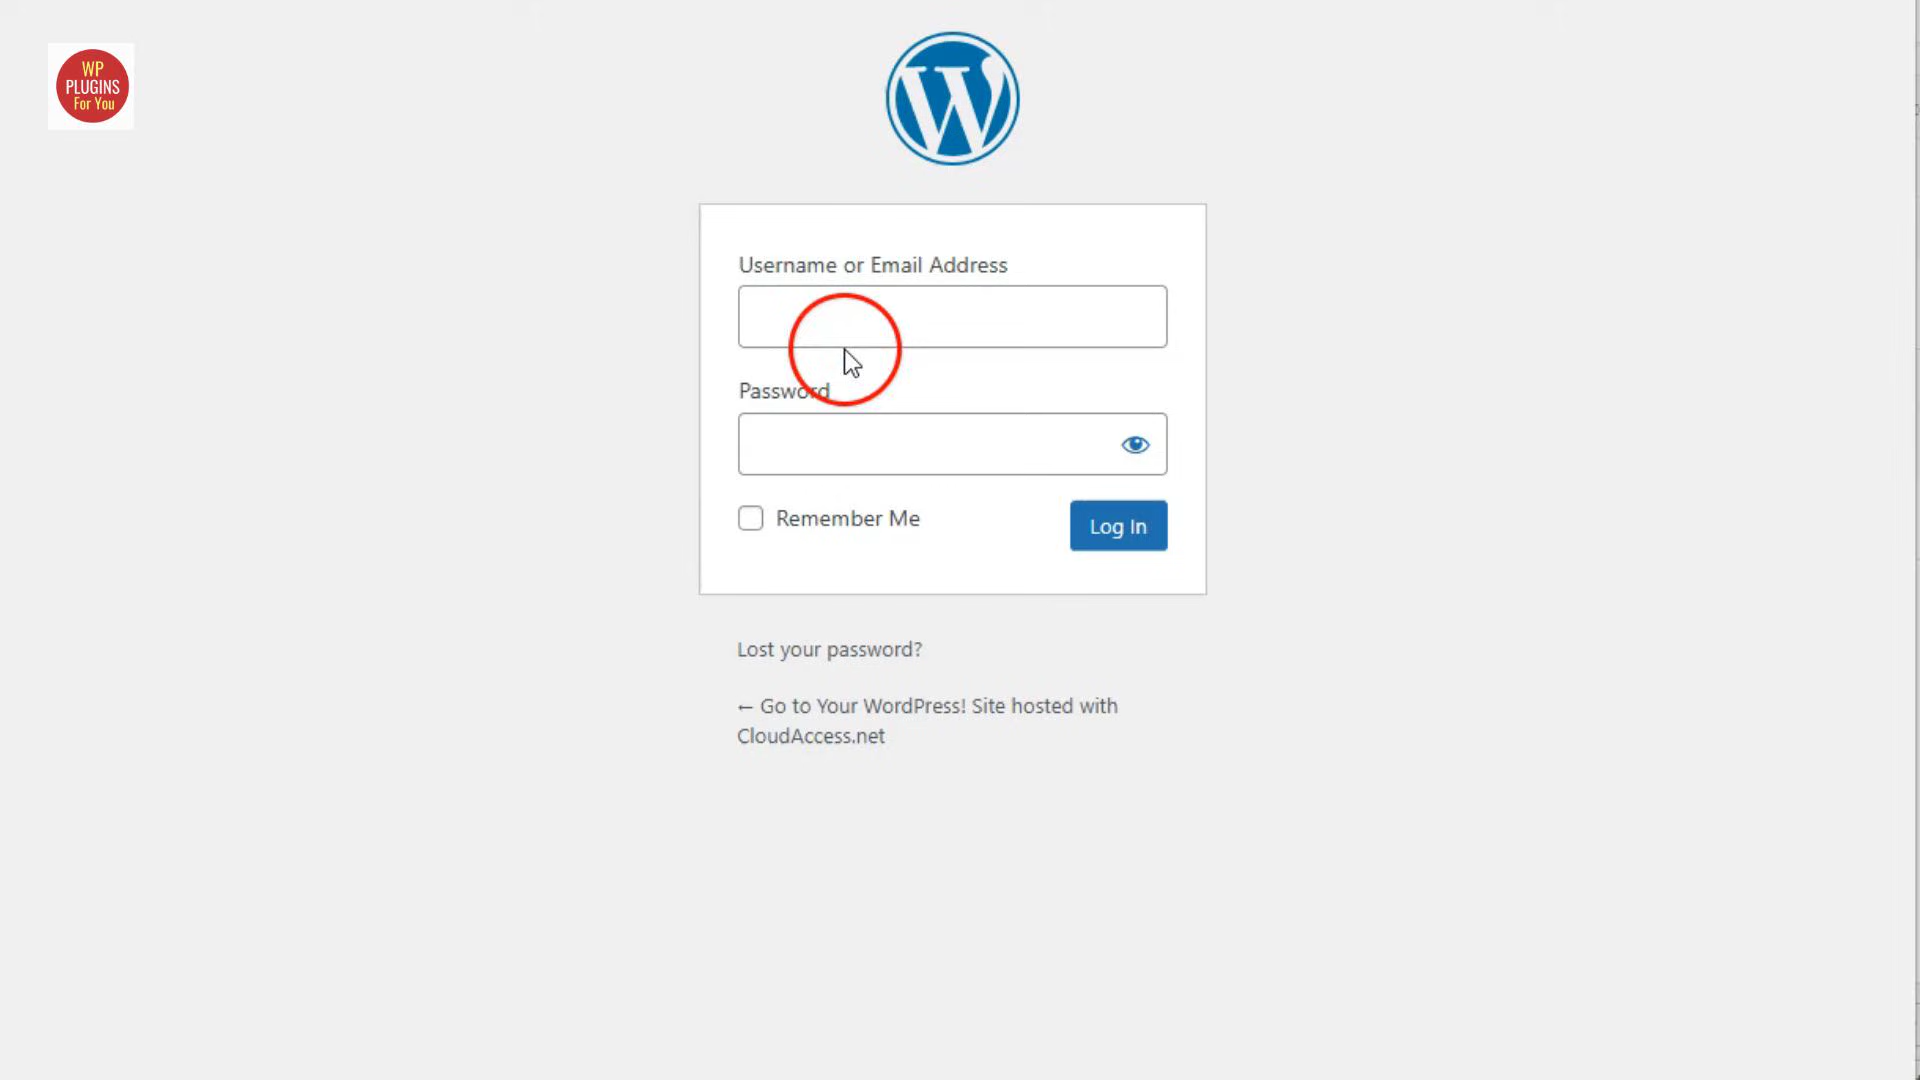 WP
PLUGINS
For You
Username or Email Address
Password
Remember Me
Log In
Lost your password?
← Go to Your WordPress! Site hosted with
CloudAccess.net